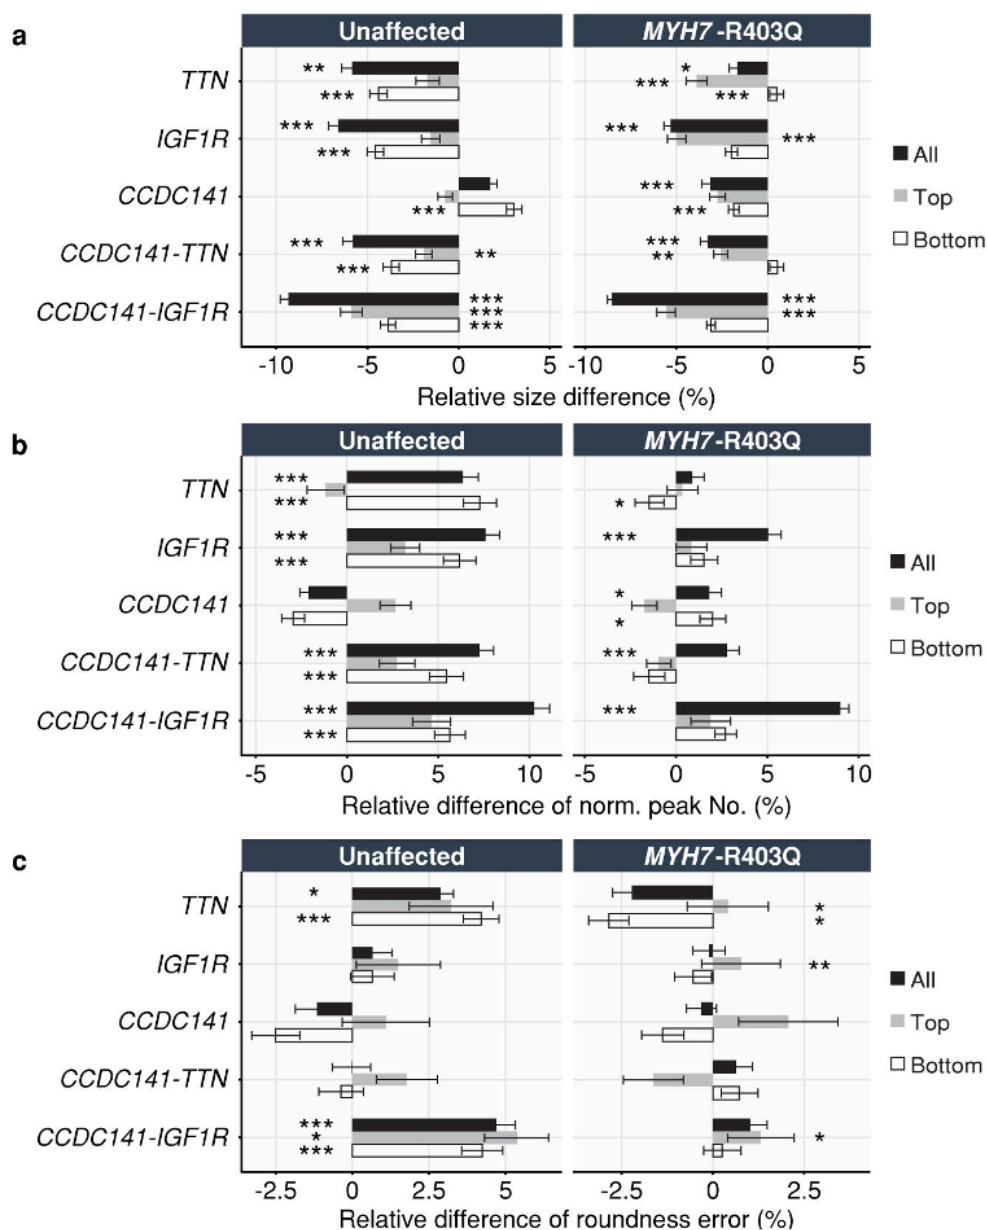 a
Unaffected
MYH7 -R403Q
TTN
** *
*** *** ***
IGF1R
*** *** ***
***
CCDC141
***
*** ***
CCDC141-TTN
*** ***
** **
***
CCDC141-IGF1R
*** ***
*** ***
***
All
Top
Bottom
-10 -5 0 5 -10 -5 0 5
Relative size difference (%)
b
Unaffected
MYH7-R403Q
TTN
***
*** *
IGF1R
*** ***
***
CCDC141
*
*
CCDC141-TTN
*** ***
***
CCDC141-IGF1R
*** ***
***
All
Top
Bottom
-5 0 5 10 -5 0 5 10
Relative difference of norm. peak No. (%)
c
Unaffected
MYH7-R403Q
TTN
*
*** *
*
IGF1R
**
CCDC141
CCDC141-TTN
CCDC141-IGF1R
***
* *
***
All
Top
Bottom
-2.5 0 2.5 5 -2.5 0 2.5
Relative difference of roundness error (%)